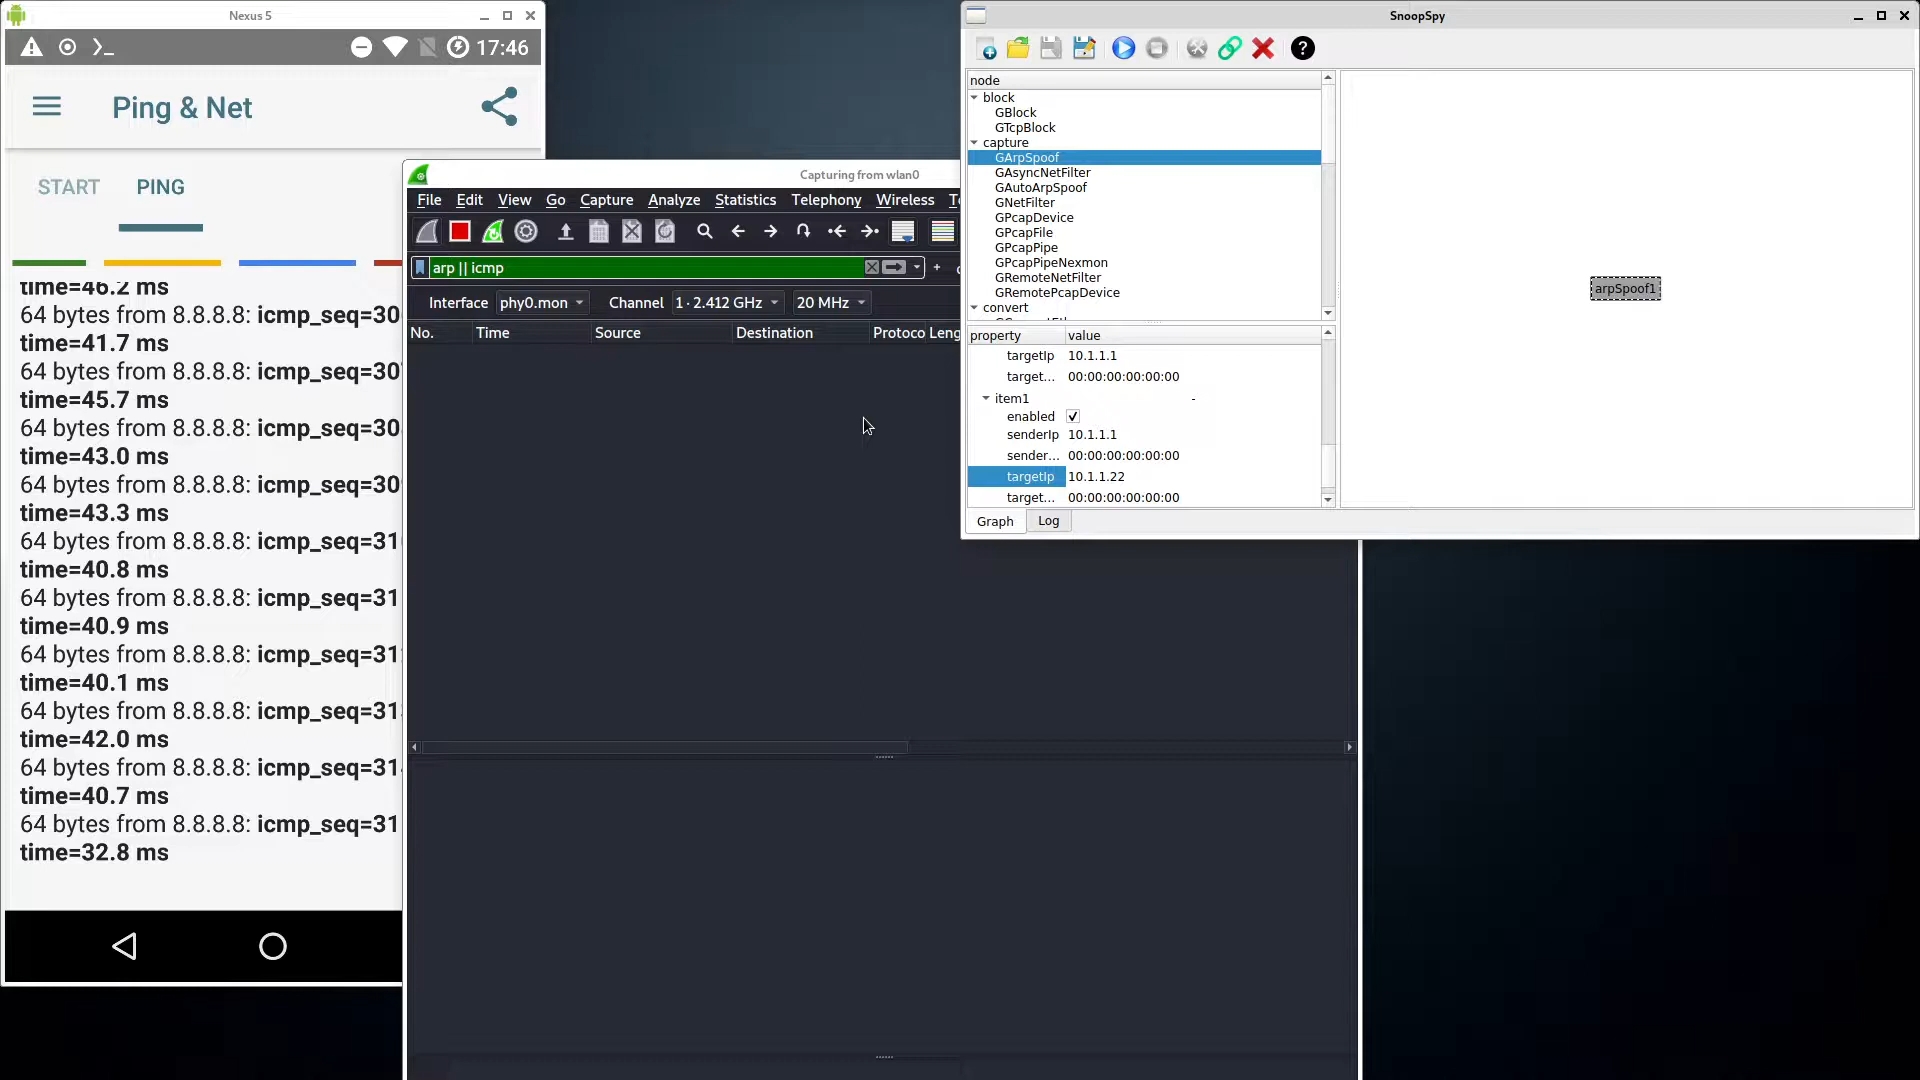 Nexus 5
17:46
Ping & Net
START PING
time=46.2 ms
64 bytes from 8.8.8.8: icmp_seq=30
time=41.7 ms
64 bytes from 8.8.8.8: icmp_seq=30
time=45.7 ms
64 bytes from 8.8.8.8: icmp_seq=30
time=43.0 ms
64 bytes from 8.8.8.8: icmp_seq=30
time=43.3 ms
64 bytes from 8.8.8.8: icmp_seq=31
time=40.8 ms
64 bytes from 8.8.8.8: icmp_seq=31
time=40.9 ms
64 bytes from 8.8.8.8: icmp_seq=31
time=40.1 ms
64 bytes from 8.8.8.8: icmp_seq=31
time=42.0 ms
64 bytes from 8.8.8.8: icmp_seq=31
time=40.7 ms
64 bytes from 8.8.8.8: icmp_seq=31
time=32.8 ms
Capturing from wlan0
File Edit View Go Capture Analyze Statistics Telephony Wireless
arp || icmp
Interface phy0.mon Channel 1 · 2.412 GHz 20 MHz
No. Time Source Destination Protoco Leng
SnoopSpy
node
block
GBlock
GTcpBlock
capture
GArpSpoof
GAsyncNetFilter
GAutoArpSpoof
GNetFilter
GPcapDevice
GPcapFile
GPcapPipe
GPcapPipeNexmon
GRemoteNetFilter
GRemotePcapDevice
convert
property value
targetIp 10.1.1.1
target... 00:00:00:00:00:00
item1 -
enabled
senderIp 10.1.1.1
sender... 00:00:00:00:00:00
targetIp 10.1.1.22
target... 00:00:00:00:00:00
Graph Log
arpSpoof1